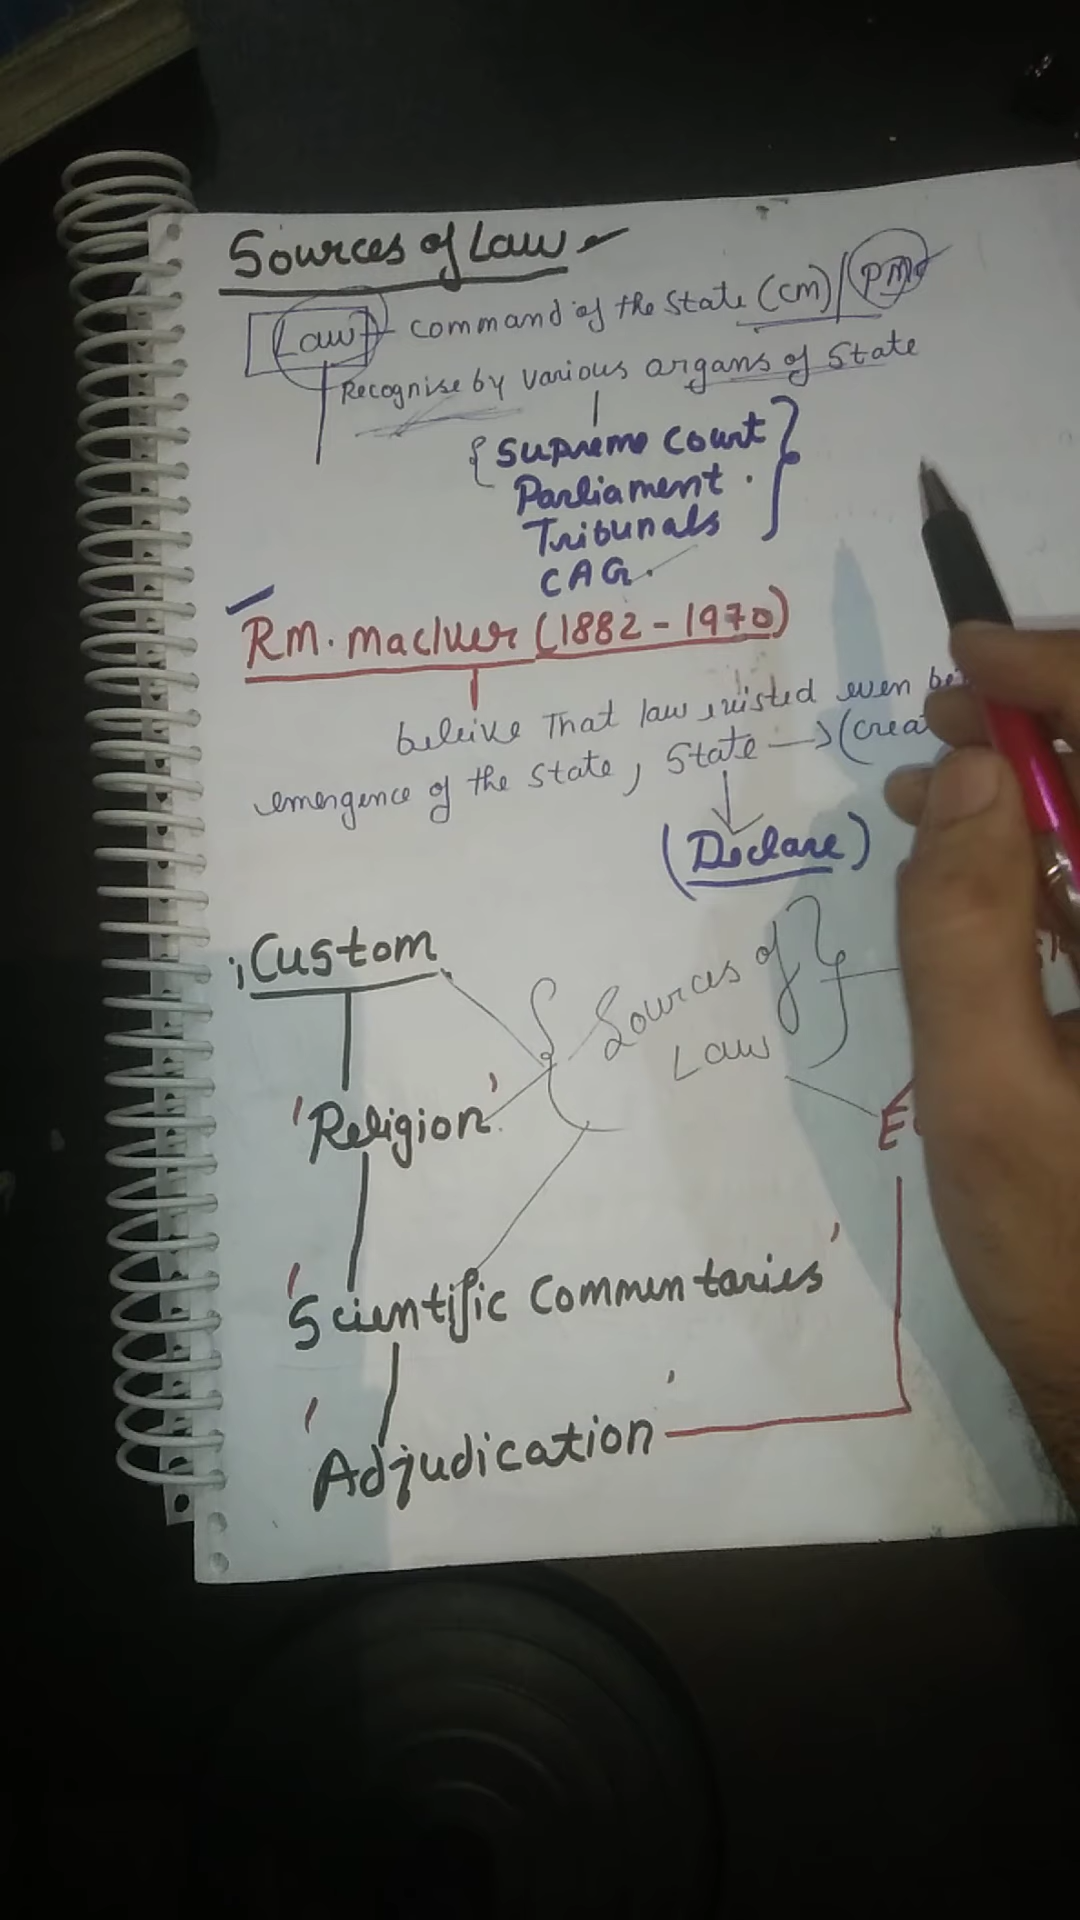 Sources of Law
Law - Command of the State (CM) / PM
Recognise by various organs of State
{ Supreme Court }
Parliament .
Tribunals
CAG.
R.M. MacIver (1882 - 1970)
beleive That law existed even
emergence of the State, State → (
(Declare)
Custom
Sources of
Law
'Religion'
'Scientific Commentaries'
'Adjudication'